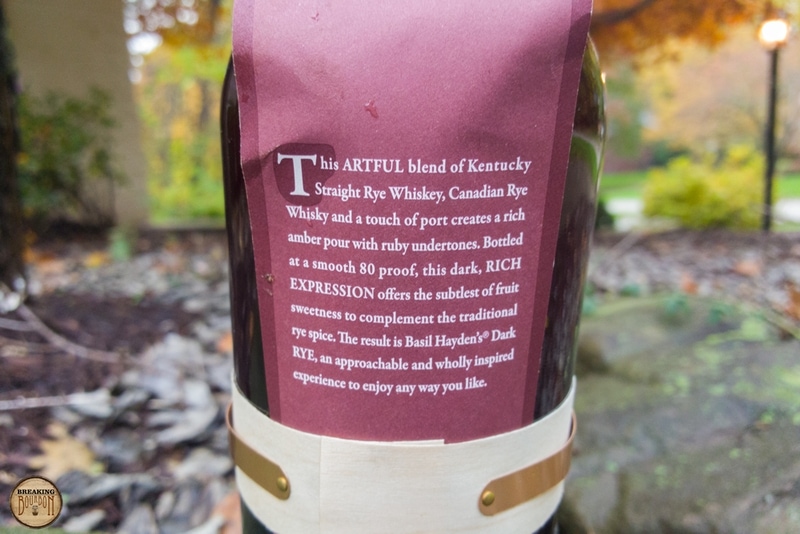 This ARTFUL blend of Kentucky
Straight Rye Whiskey, Canadian Rye
Whisky and a touch of port creates a rich
amber pour with ruby undertones. Bottled
at a smooth 80 proof, this dark, RICH
EXPRESSION offers the subtlest of fruit
sweetness to complement the traditional
rye spice. The result is Basil Hayden's® Dark
RYE, an approachable and wholly inspired
experience to enjoy any way you like.
BREAKING
BOURBON